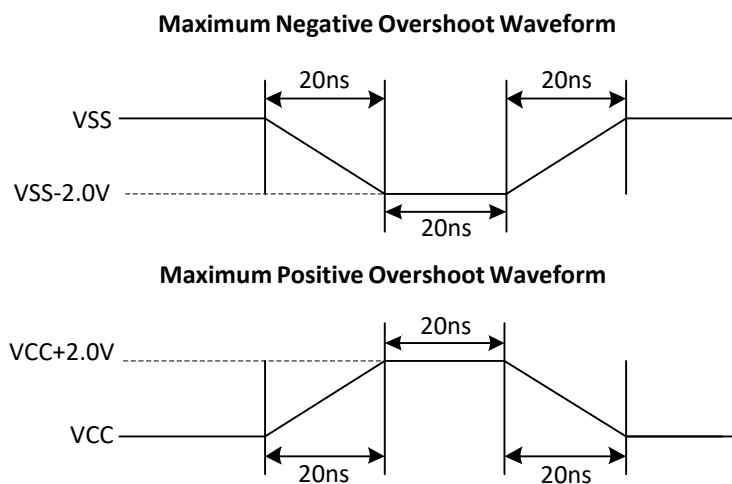 Maximum Negative Overshoot Waveform
20ns 20ns
VSS
VSS-2.0V
20ns
Maximum Positive Overshoot Waveform
20ns
VCC+2.0V
VCC
20ns 20ns